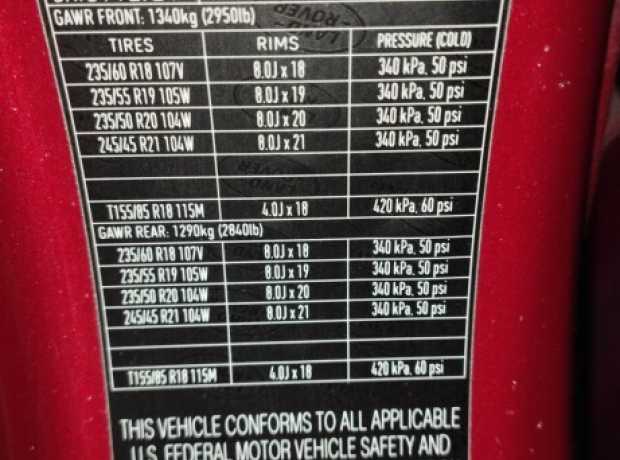 GAWR FRONT: 1340kg (2950lb)
TIRES RIMS PRESSURE (COLD)
235/60 R18 107V 8.0J x 18 340 kPa, 50 psi
235/55 R19 105W 8.0J x 19 340 kPa, 50 psi
235/50 R20 104W 8.0J x 20 340 kPa, 50 psi
245/45 R21 104W 8.0J x 21 340 kPa, 50 psi
T155/85 R18 115M 4.0J x 18 420 kPa, 60 psi
GAWR REAR: 1290kg (2840lb)
235/60 R18 107V 8.0J x 18 340 kPa, 50 psi
235/55 R19 105W 8.0J x 19 340 kPa, 50 psi
235/50 R20 104W 8.0J x 20 340 kPa, 50 psi
245/45 R21 104W 8.0J x 21 340 kPa, 50 psi
T155/85 R18 115M 4.0J x 18 420 kPa, 60 psi
THIS VEHICLE CONFORMS TO ALL APPLICABLE
U.S. FEDERAL MOTOR VEHICLE SAFETY AND